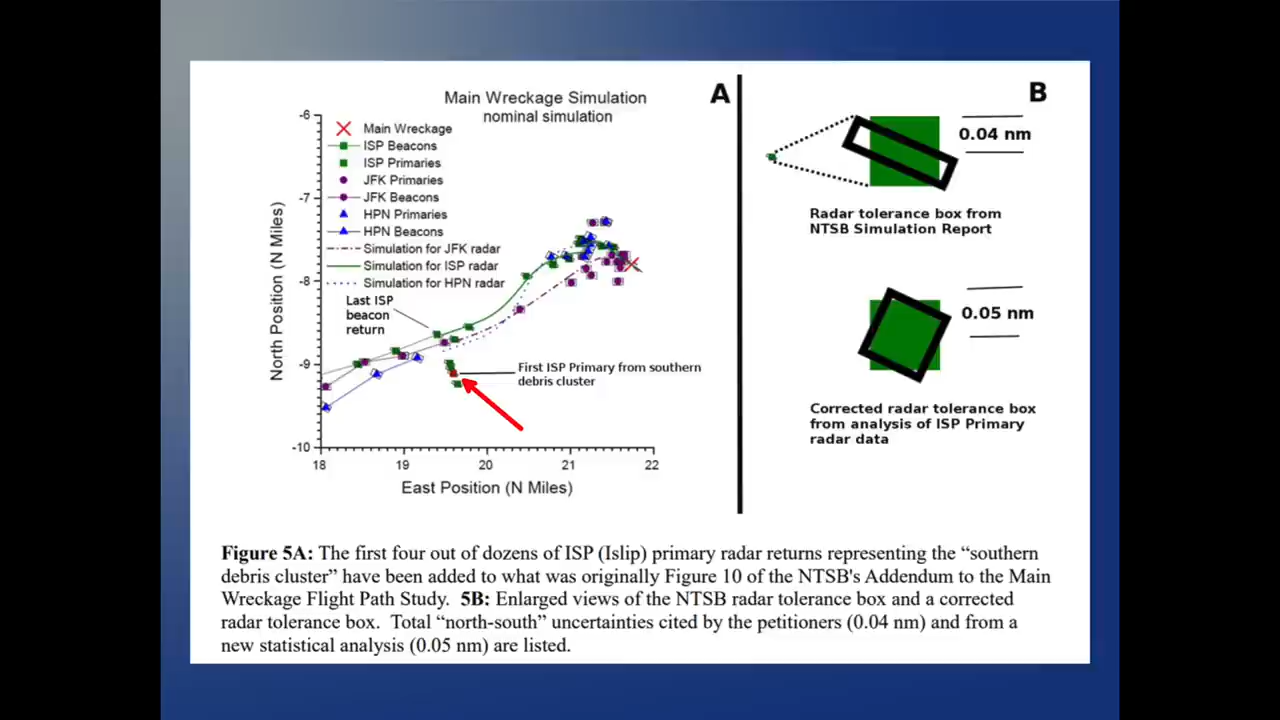 A
Main Wreckage Simulation
nominal simulation
-6
-7
-8
-9
-10
North Position (N Miles)
Main Wreckage
ISP Beacons
ISP Primaries
JFK Primaries
JFK Beacons
HPN Primaries
HPN Beacons
Simulation for JFK radar
Simulation for ISP radar
Simulation for HPN radar
Last ISP
beacon
return
First ISP Primary from southern
debris cluster
18
19
20
21
22
East Position (N Miles)
B
0.04 nm
Radar tolerance box from
NTSB Simulation Report
0.05 nm
Corrected radar tolerance box
from analysis of ISP Primary
radar data
Figure 5A: The first four out of dozens of ISP (Islip) primary radar returns representing the “southern
debris cluster” have been added to what was originally Figure 10 of the NTSB's Addendum to the Main
Wreckage Flight Path Study. 5B: Enlarged views of the NTSB radar tolerance box and a corrected
radar tolerance box. Total “north-south” uncertainties cited by the petitioners (0.04 nm) and from a
new statistical analysis (0.05 nm) are listed.